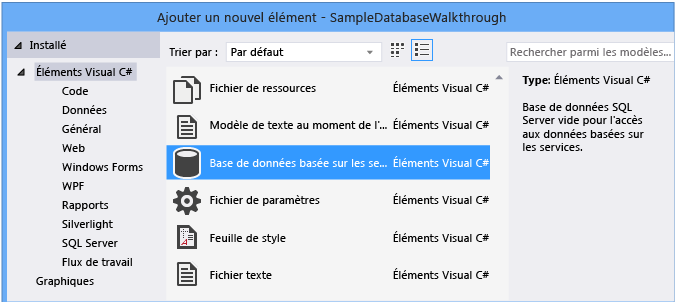 Ajouter un nouvel élément - SampleDatabaseWalkthrough
Installé
Trier par :
Par défaut
Rechercher parmi les modèles...
Éléments Visual C#
Code
Données
Général
Web
Windows Forms
WPF
Rapports
Silverlight
SQL Server
Flux de travail
Graphiques
Fichier de ressources Éléments Visual C#
Modèle de texte au moment de l'... Éléments Visual C#
Base de données basée sur les se... Éléments Visual C#
Fichier de paramètres Éléments Visual C#
Feuille de style Éléments Visual C#
Fichier texte Éléments Visual C#
Type: Éléments Visual C#
Base de données SQL
Server vide pour l'accès
aux données basées sur
les services.